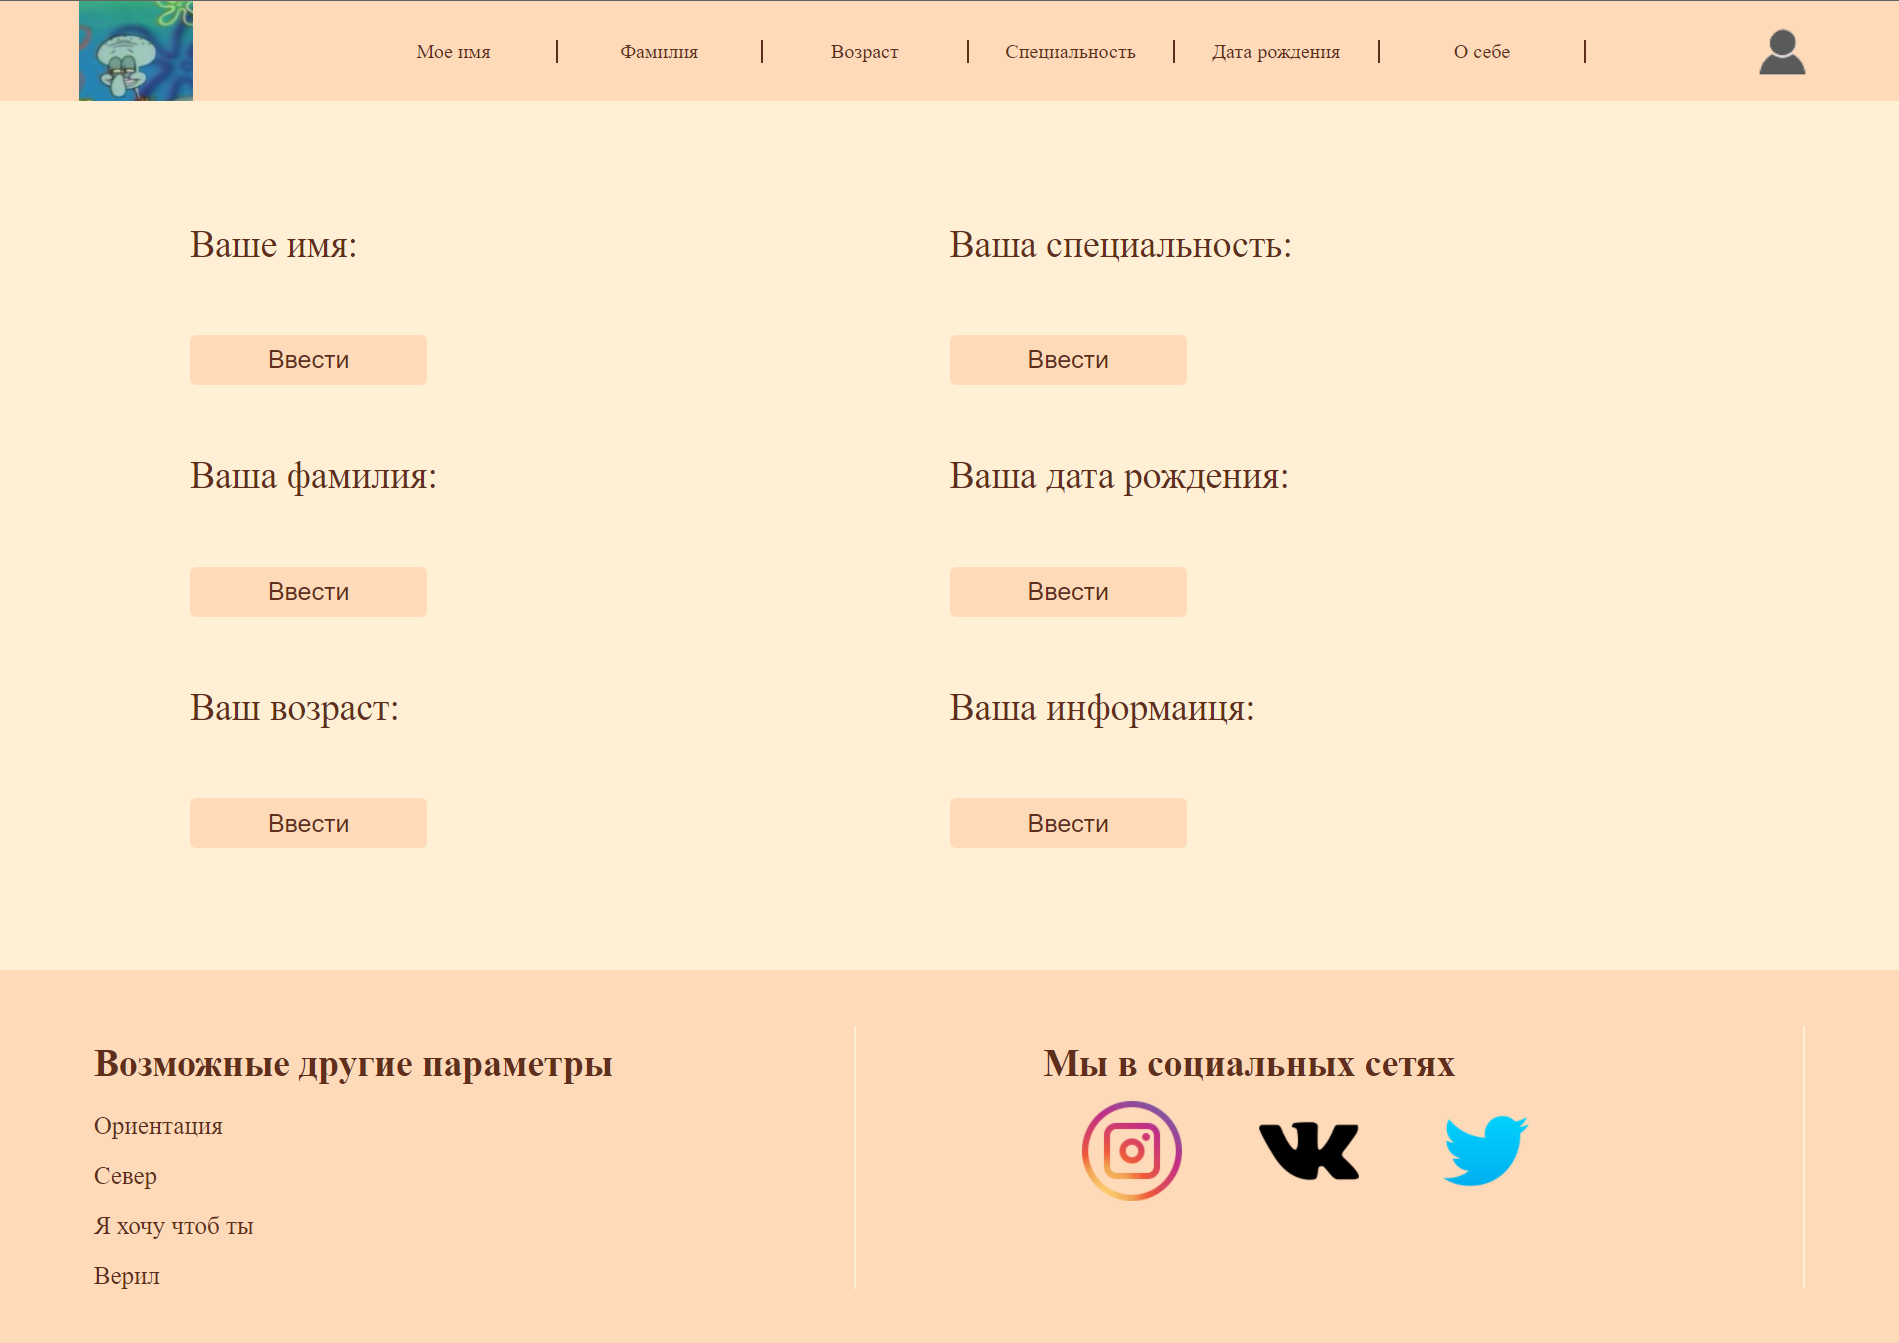 Мое имя
Фамилия
Возраст
Специальность
Дата рождения
О себе
Ваше имя:
Ввести
Ваша фамилия:
Ввести
Ваш возраст:
Ввести
Ваша специальность:
Ввести
Ваша дата рождения:
Ввести
Ваша информаиця:
Ввести
Возможные другие параметры
Ориентация
Север
Я хочу чтоб ты
Верил
Мы в социальных сетях